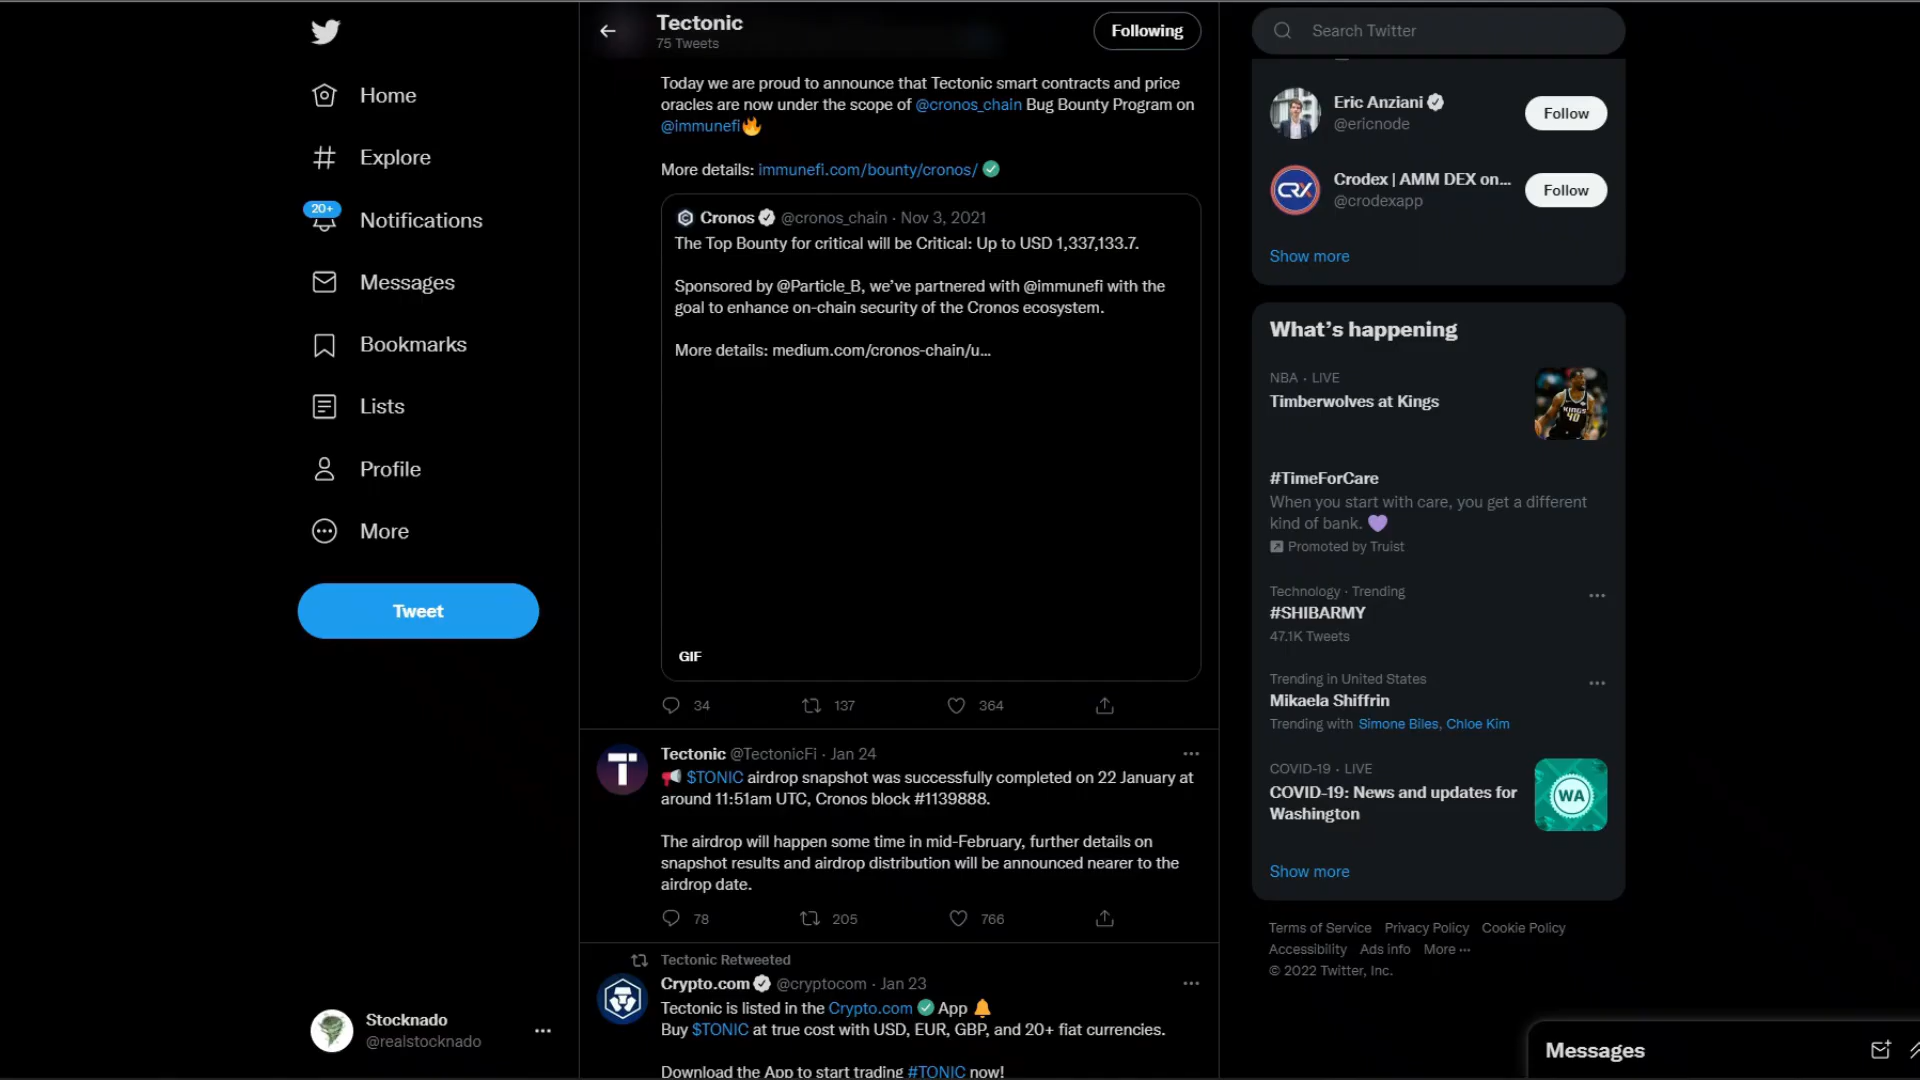 Home
Explore
20+
Notifications
Messages
Bookmarks
Lists
Profile
More
Tweet
Stocknado
@realstocknado
Tectonic
75 Tweets
Following
Today we are proud to announce that Tectonic smart contracts and price
oracles are now under the scope of @cronos_chain Bug Bounty Program on
@immunefi🔥
More details: immunefi.com/bounty/cronos/
Cronos @cronos_chain · Nov 3, 2021
The Top Bounty for critical will be Critical: Up to USD 1,337,133.7.
Sponsored by @Particle_B, we’ve partnered with @immunefi with the
goal to enhance on-chain security of the Cronos ecosystem.
More details: medium.com/cronos-chain/u...
GIF
34 137 364
Tectonic @TectonicFi · Jan 24
📢 $TONIC airdrop snapshot was successfully completed on 22 January at
around 11:51am UTC, Cronos block #1139888.
The airdrop will happen some time in mid-February, further details on
snapshot results and airdrop distribution will be announced nearer to the
airdrop date.
78 205 766
Tectonic Retweeted
Crypto.com @cryptocom · Jan 23
Tectonic is listed in the Crypto.com App 🔔
Buy $TONIC at true cost with USD, EUR, GBP, and 20+ fiat currencies.
Download the App to start trading #TONIC now!
Search Twitter
Eric Anziani
@ericnode
Follow
CRX
Crodex | AMM DEX on...
@crodexapp
Follow
Show more
What’s happening
NBA · LIVE
Timberwolves at Kings
KINGS
40
#TimeForCare
When you start with care, you get a different
kind of bank. 💜
Promoted by Truist
Technology · Trending
#SHIBARMY
47.1K Tweets
Trending in United States
Mikaela Shiffrin
Trending with Simone Biles, Chloe Kim
COVID-19 · LIVE
COVID-19: News and updates for
Washington
WA
Show more
Terms of Service Privacy Policy Cookie Policy
Accessibility Ads info More ···
© 2022 Twitter, Inc.
Messages